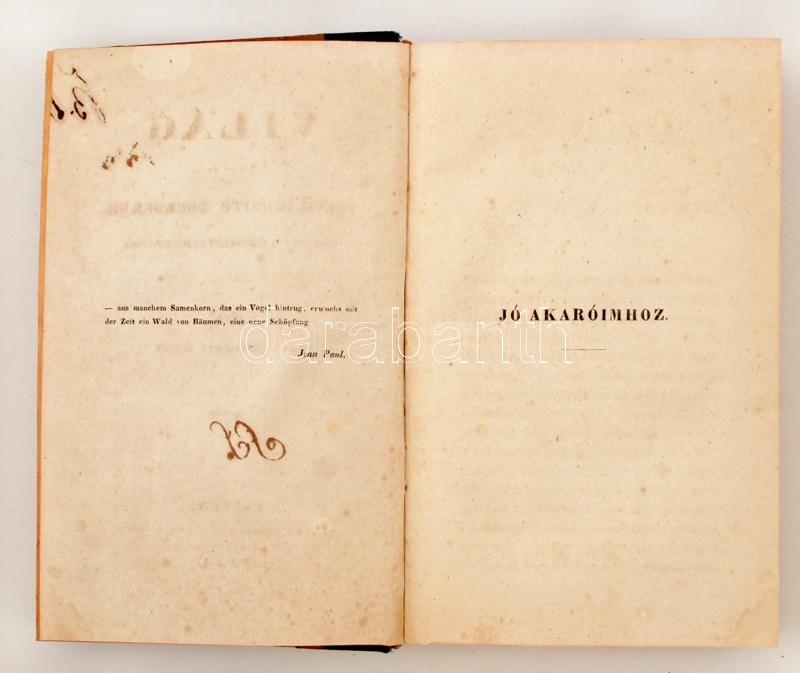 — aus manchem Samenkorn, das ein Vogel hintrug, erwuchs mit
der Zeit ein Wald von Bäumen, eine neue Schöpfung
Jean Paul.
JÓ AKARÓIMHOZ.
darabanth